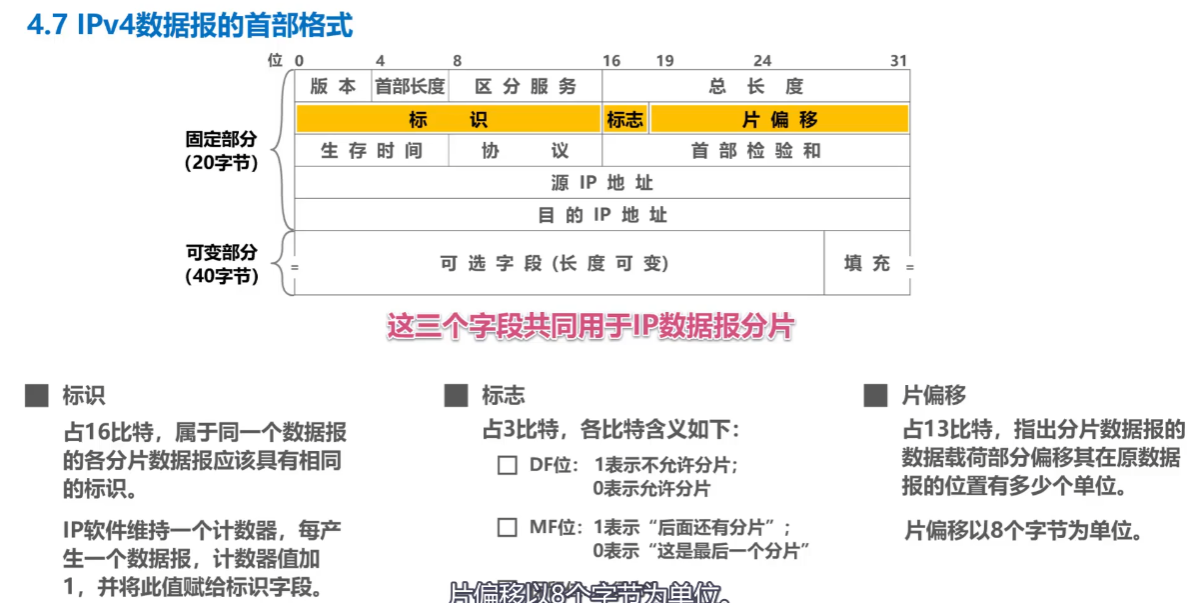 4.7 IPv4数据报的首部格式
位 0 4 8 16 19 24 31
版 本 首部长度 区 分 服 务 总 长 度
标 识 标志 片 偏 移
固定部分
(20字节)
生 存 时 间 协 议 首 部 检 验 和
源 IP 地 址
目 的 IP 地 址
可变部分
(40字节)
= 可 选 字 段 (长 度 可 变) 填 充 =
这三个字段共同用于IP数据报分片
标识
占16比特，属于同一个数据报
的各分片数据报应该具有相同
的标识。
IP软件维持一个计数器，每产
生一个数据报，计数器值加
1，并将此值赋给标识字段。
标志
占3比特，各比特含义如下：
DF位： 1表示不允许分片；
0表示允许分片
MF位：1表示“后面还有分片”；
0表示“这是最后一个分片”
片偏移
占13比特，指出分片数据报的
数据载荷部分偏移其在原数据
报的位置有多少个单位。
片偏移以8个字节为单位。
片偏移以8个字节为单位。